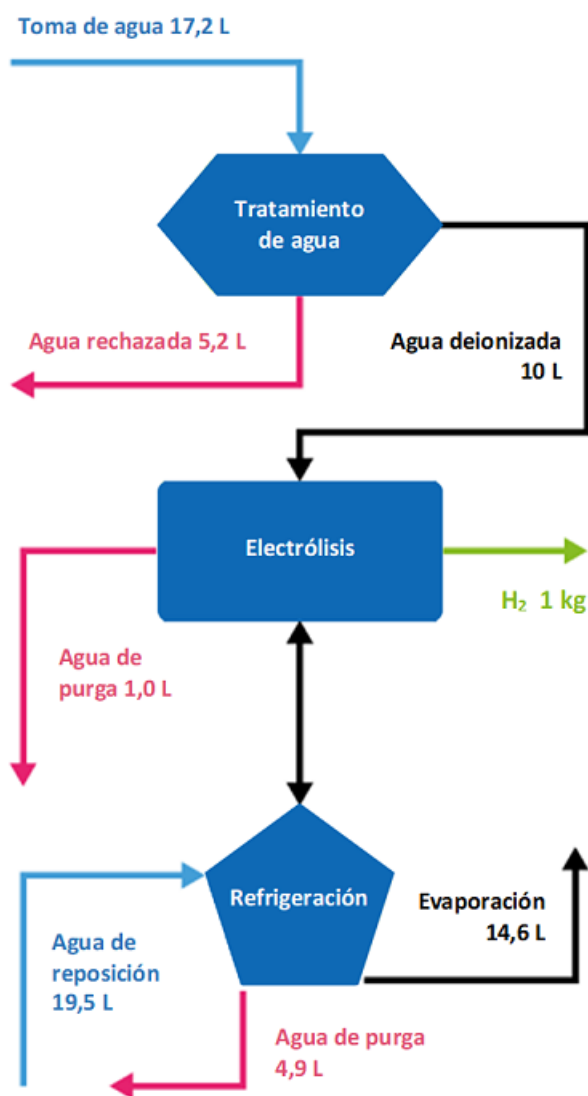 Toma de agua 17,2 L
Tratamiento
de agua
Agua rechazada 5,2 L
Agua deionizada
10 L
Electrólisis
H₂ 1 kg
Agua de
purga 1,0 L
Refrigeración
Evaporación
14,6 L
Agua de
reposición
19,5 L
Agua de purga
4,9 L